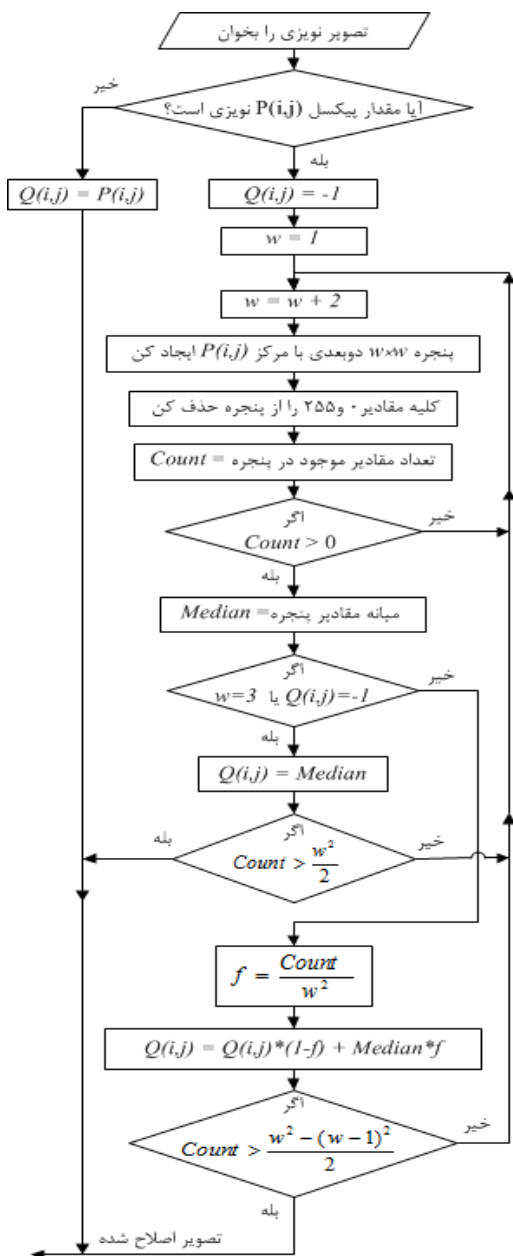 تصویر نویزی را بخوان
آیا مقدار پیکسل P(i,j) نویزی است؟
خیر
بله
Q(i,j) = P(i,j)
Q(i,j) = -1
w = 1
w = w + 2
پنجره w×w دوبعدی با مرکز P(i,j) ایجاد کن
کلیه مقادیر ۰ و۲۵۵ را از پنجره حذف کن
تعداد مقادیر موجود در پنجره = Count
اگر
Count > 0
خیر
بله
میانه مقادیر پنجره= Median
اگر
w=3 یا Q(i,j)=-1
خیر
بله
Q(i,j) = Median
اگر
Count > w²/2
بله
خیر
f = Count/w²
Q(i,j) = Q(i,j)*(1-f) + Median*f
اگر
Count > (w² − (w − 1)²)/2
خیر
بله
تصویر اصلاح شده